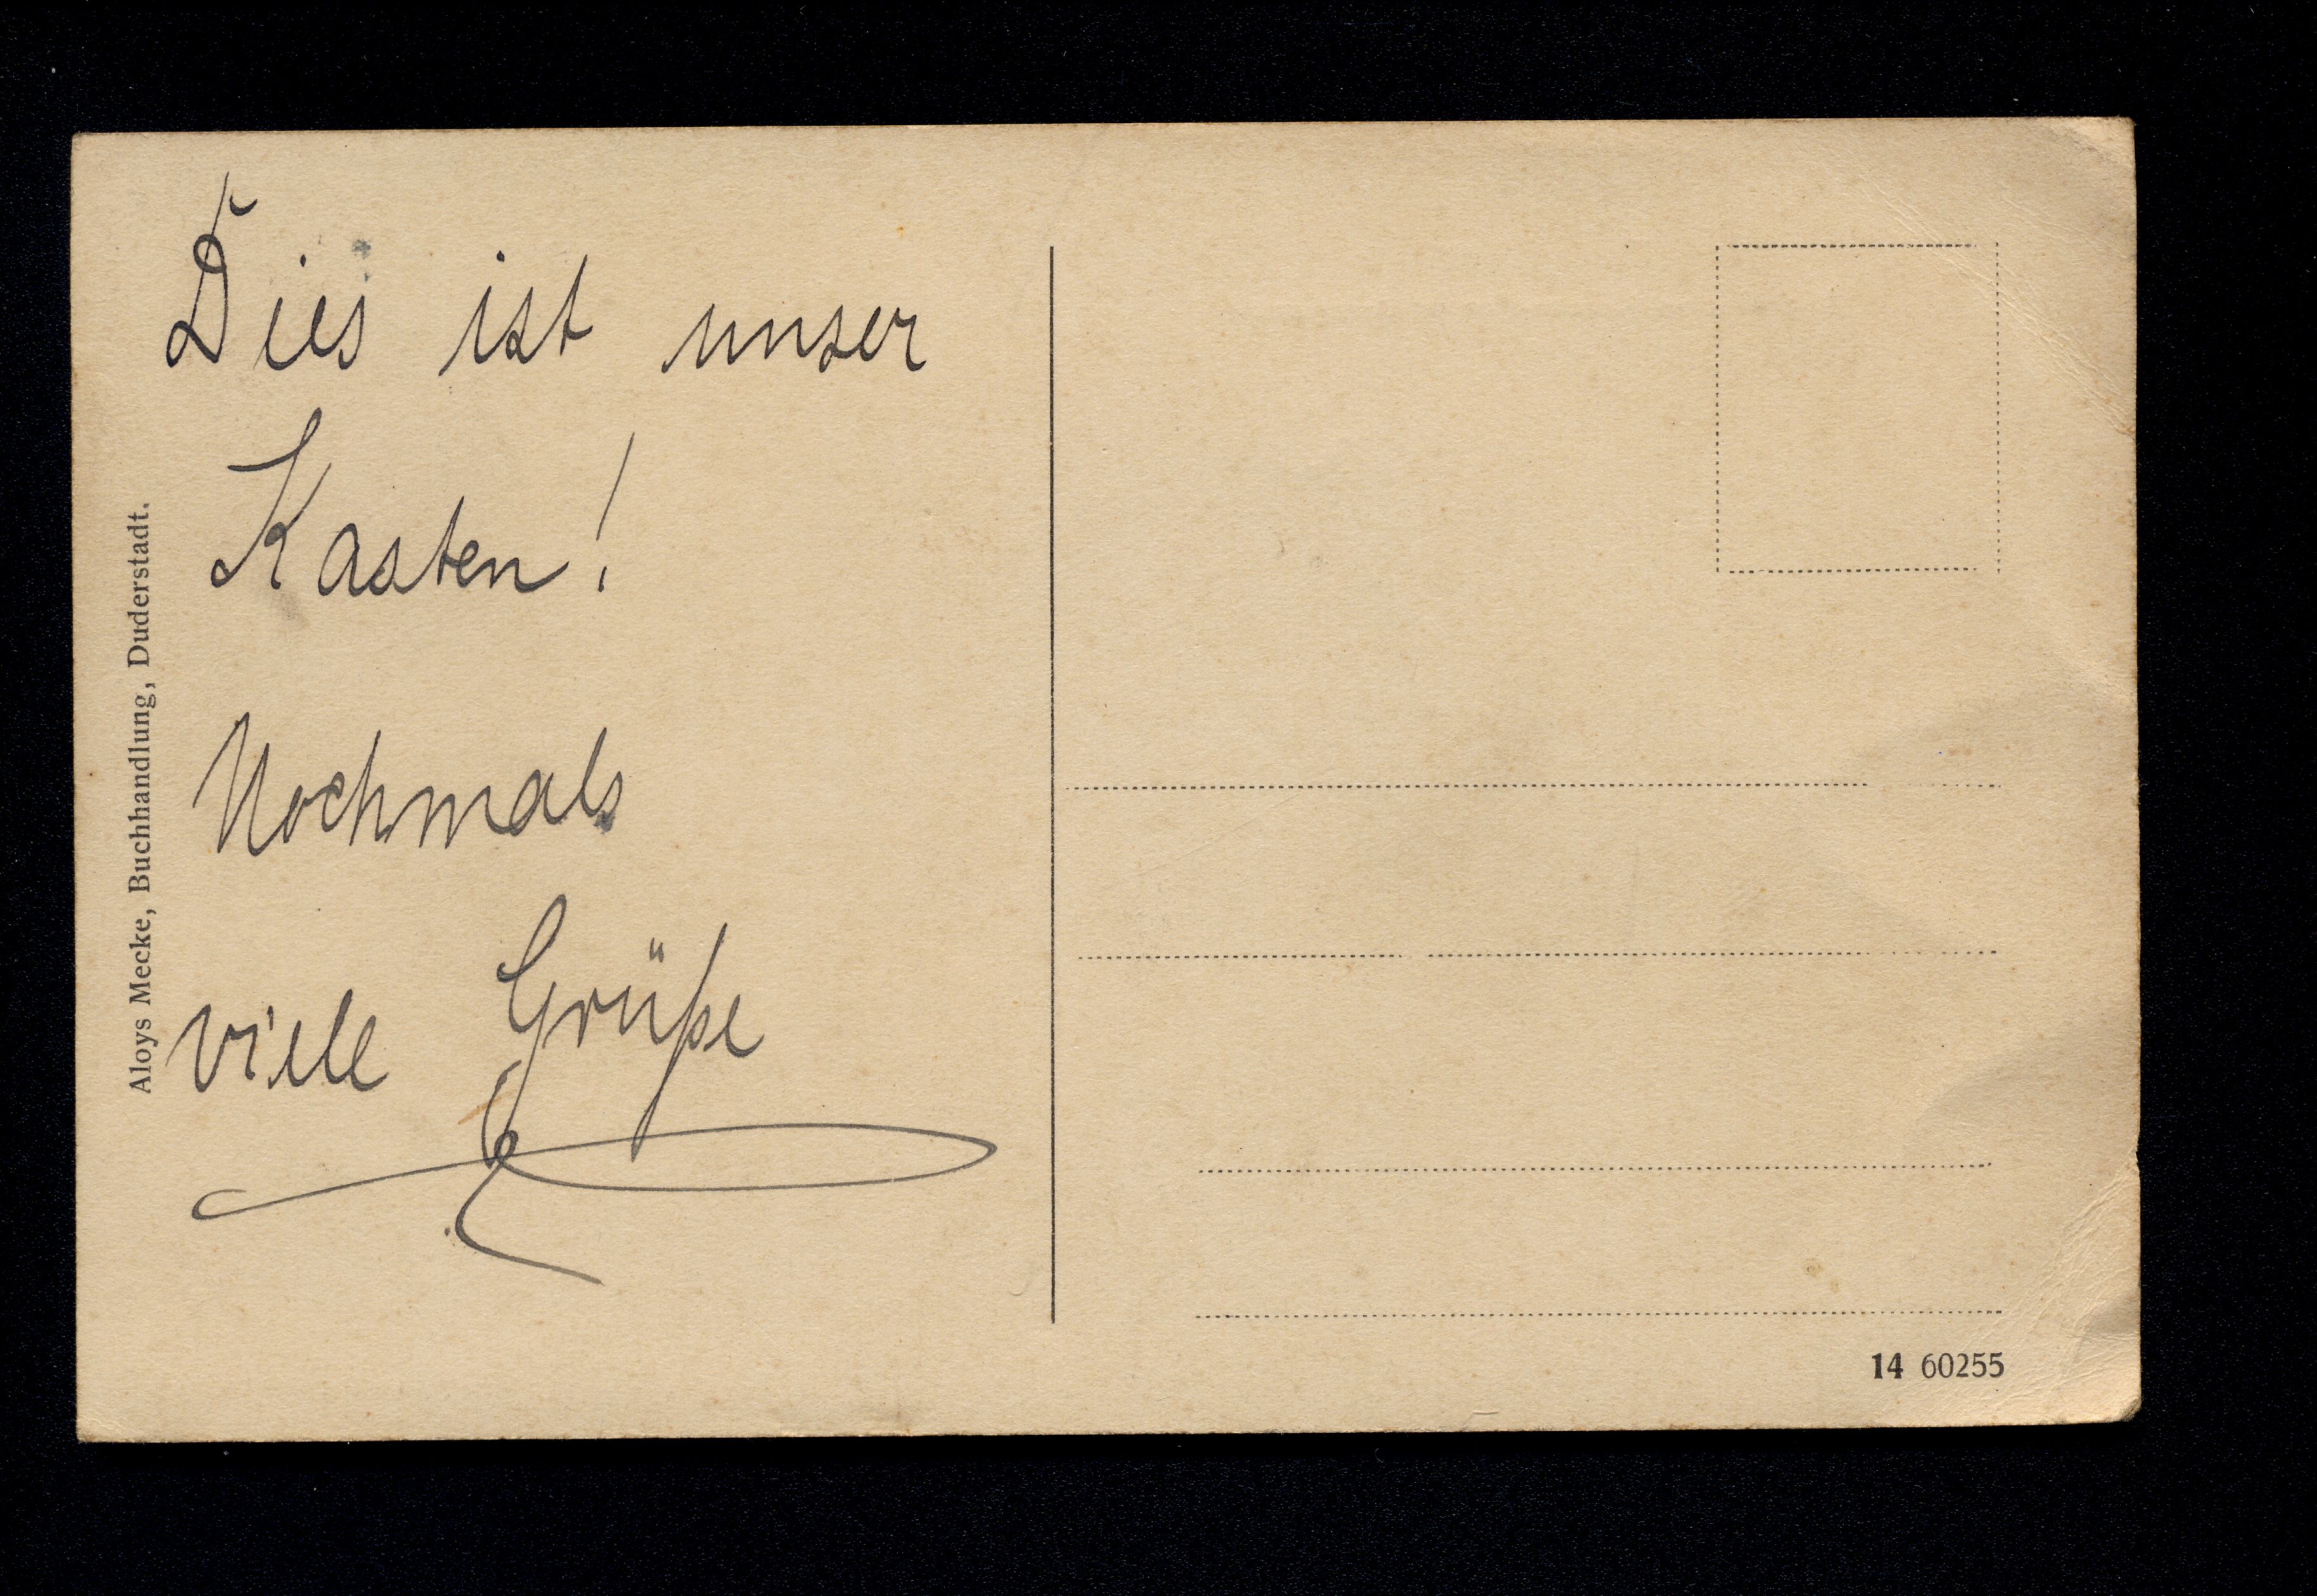 Dies ist unser
Kasten!
Nochmals
viele Grüße
Aloys Mecke, Buchhandlung, Duderstadt.
14 60255